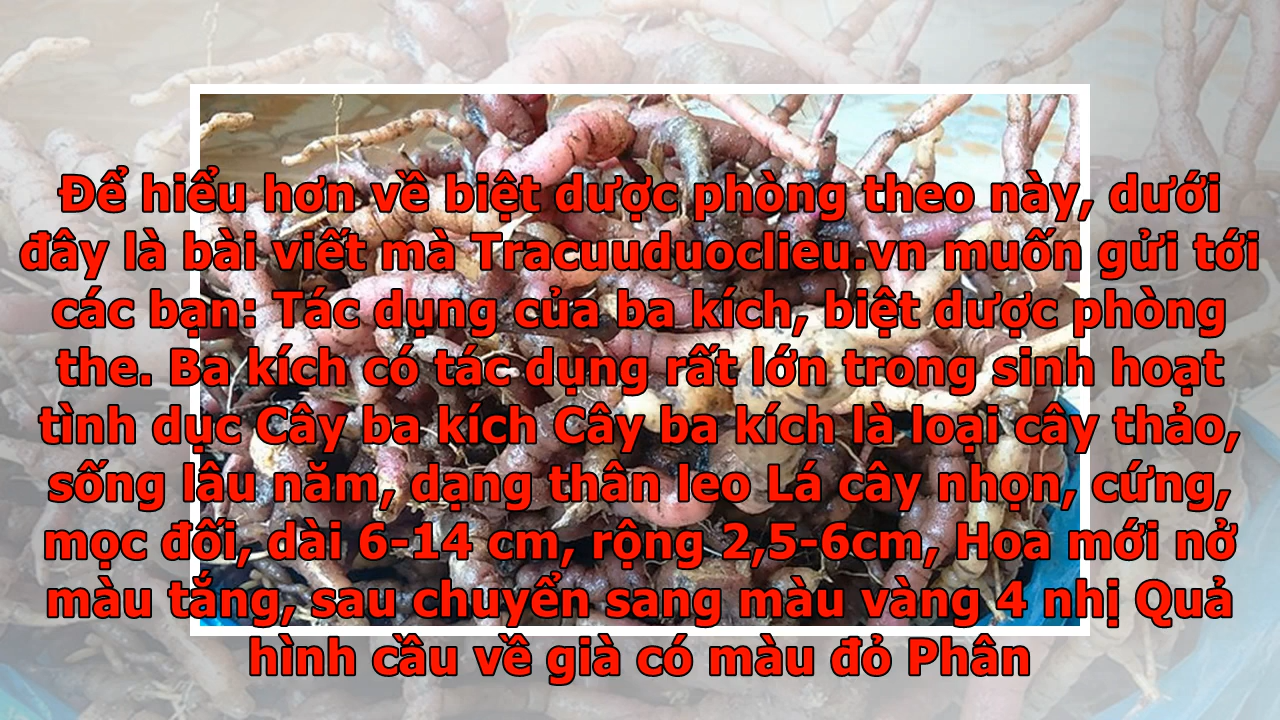 Để hiểu hơn về biệt dược phòng theo này, dưới
đây là bài viết mà Tracuuduoclieu.vn muốn gửi tới
các bạn: Tác dụng của ba kích, biệt dược phòng
the. Ba kích có tác dụng rất lớn trong sinh hoạt
tình dục Cây ba kích Cây ba kích là loại cây thảo,
sống lâu năm, dạng thân leo Lá cây nhọn, cứng,
mọc đối, dài 6-14 cm, rộng 2,5-6cm, Hoa mới nở
màu tắng, sau chuyển sang màu vàng 4 nhị Quả
hình cầu về già có màu đỏ Phân